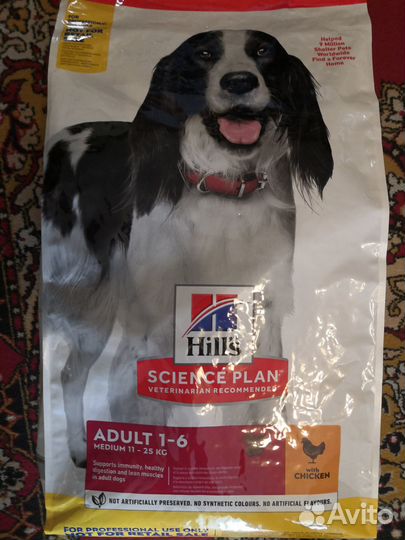 FOR
Helped
9 Million
Shelter Pets
Worldwide
Find a Forever
Home
Hill's
SCIENCE PLAN
VETERINARIAN RECOMMENDED
ADULT 1-6
MEDIUM 11 - 25 KG
Supports immunity, healthy
digestion and lean muscles
in adult dogs
with
CHICKEN
NOT ARTIFICIALLY PRESERVED. NO SYNTHETIC COLOURS. NO ARTIFICIAL FLAVOURS.
FOR PROFESSIONAL USE ONLY
NOT FOR RETAIL SALE
Avito